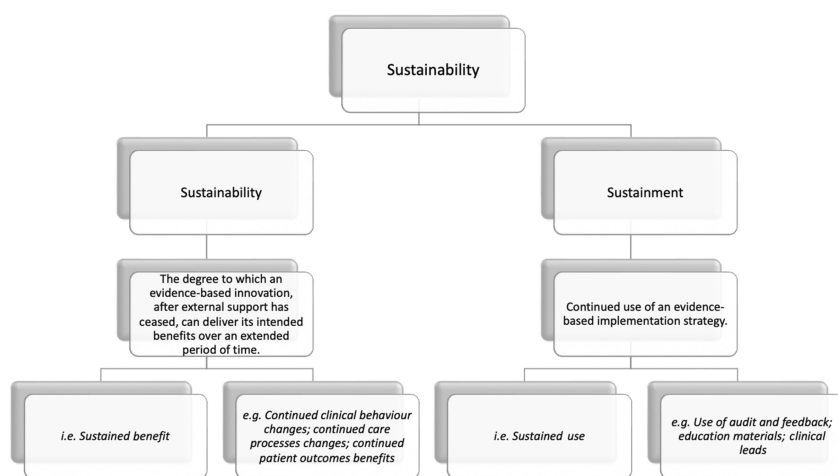 Sustainability
Sustainability
Sustainment
The degree to which an
evidence-based innovation,
after external support has
ceased, can deliver its intended
benefits over an extended
period of time.
Continued use of an evidence-
based implementation strategy.
i.e. Sustained benefit
e.g. Continued clinical behaviour
changes; continued care
processes changes; continued
patient outcomes benefits
i.e. Sustained use
e.g. Use of audit and feedback;
education materials; clinical
leads